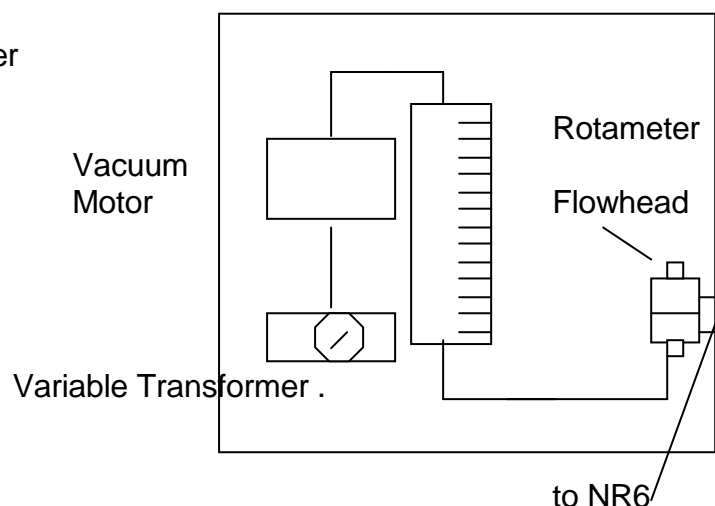 er
Rotameter
Vacuum
Motor
Flowhead
Variable Transformer .
to NR6